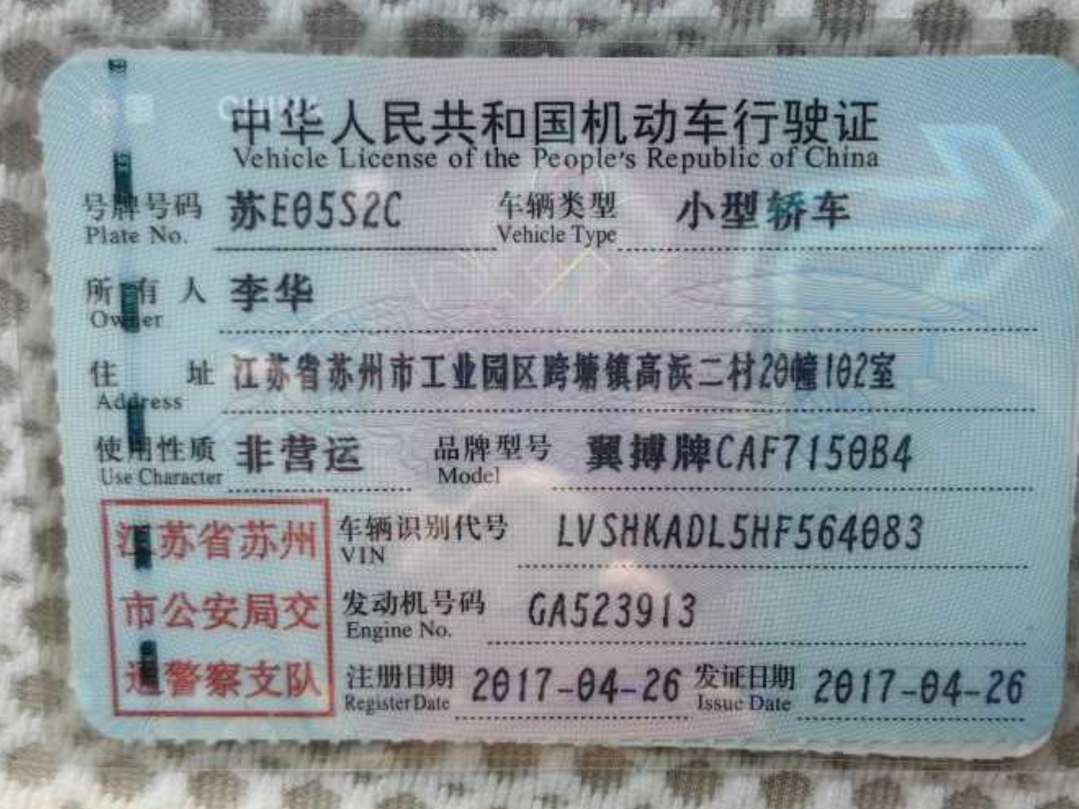 中华人民共和国机动车行驶证
Vehicle License of the People's Republic of China
号牌号码 苏E05S2C 车辆类型 小型轿车
Plate No. Vehicle Type
所有人 李华
Owner
住址 江苏省苏州市工业园区跨塘镇高浜二村20幢102室
Address
使用性质 非营运 品牌型号 翼搏牌CAF7150B4
Use Character Model
江苏省苏州 车辆识别代号 LVSHKADL5HF564083
VIN
市公安局交 发动机号码 GA523913
Engine No.
通警察支队 注册日期 2017-04-26 发证日期 2017-04-26
Register Date Issue Date